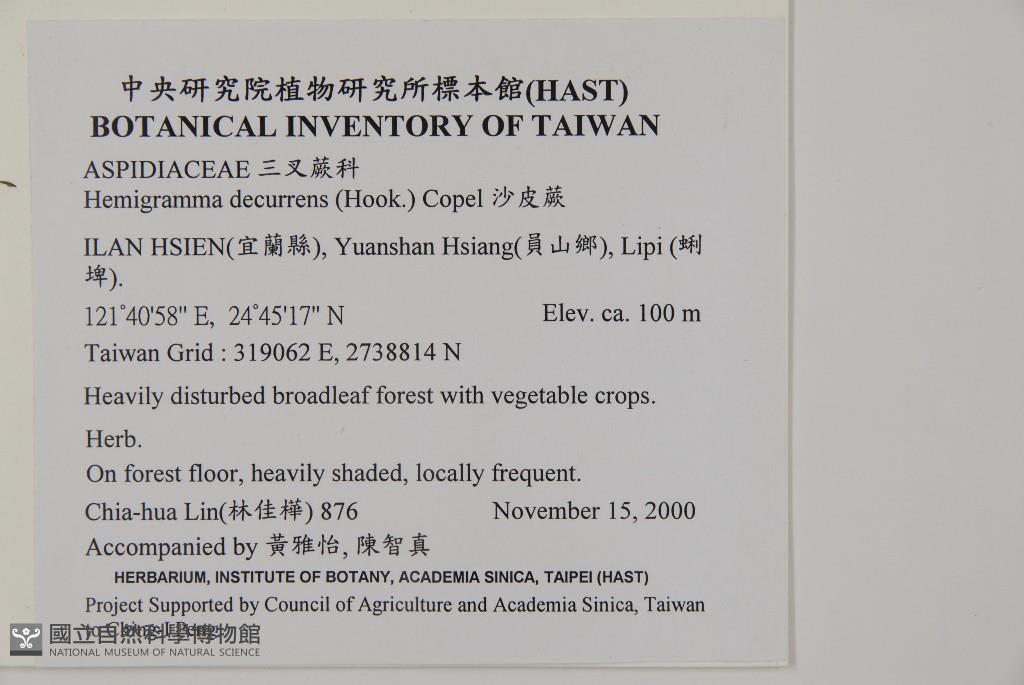 中央研究院植物研究所標本館(HAST)
BOTANICAL INVENTORY OF TAIWAN
ASPIDIACEAE 三叉蕨科
Hemigramma decurrens (Hook.) Copel 沙皮蕨
ILAN HSIEN(宜蘭縣), Yuanshan Hsiang(員山鄉), Lipi (蜊
埤).
121°40'58" E, 24°45'17" N Elev. ca. 100 m
Taiwan Grid : 319062 E, 2738814 N
Heavily disturbed broadleaf forest with vegetable crops.
Herb.
On forest floor, heavily shaded, locally frequent.
Chia-hua Lin(林佳樺) 876 November 15, 2000
Accompanied by 黃雅怡, 陳智真
HERBARIUM, INSTITUTE OF BOTANY, ACADEMIA SINICA, TAIPEI (HAST)
Project Supported by Council of Agriculture and Academia Sinica, Taiwan
to Ching-I Peng
國立自然科學博物館
NATIONAL MUSEUM OF NATURAL SCIENCE